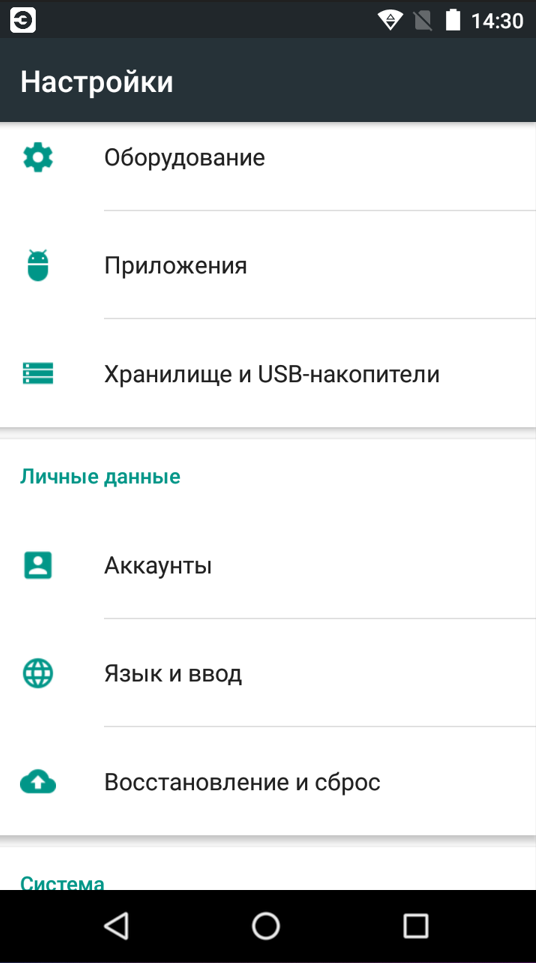 14:30
Настройки
Оборудование
Приложения
Хранилище и USB-накопители
Личные данные
Аккаунты
Язык и ввод
Восстановление и сброс
Система